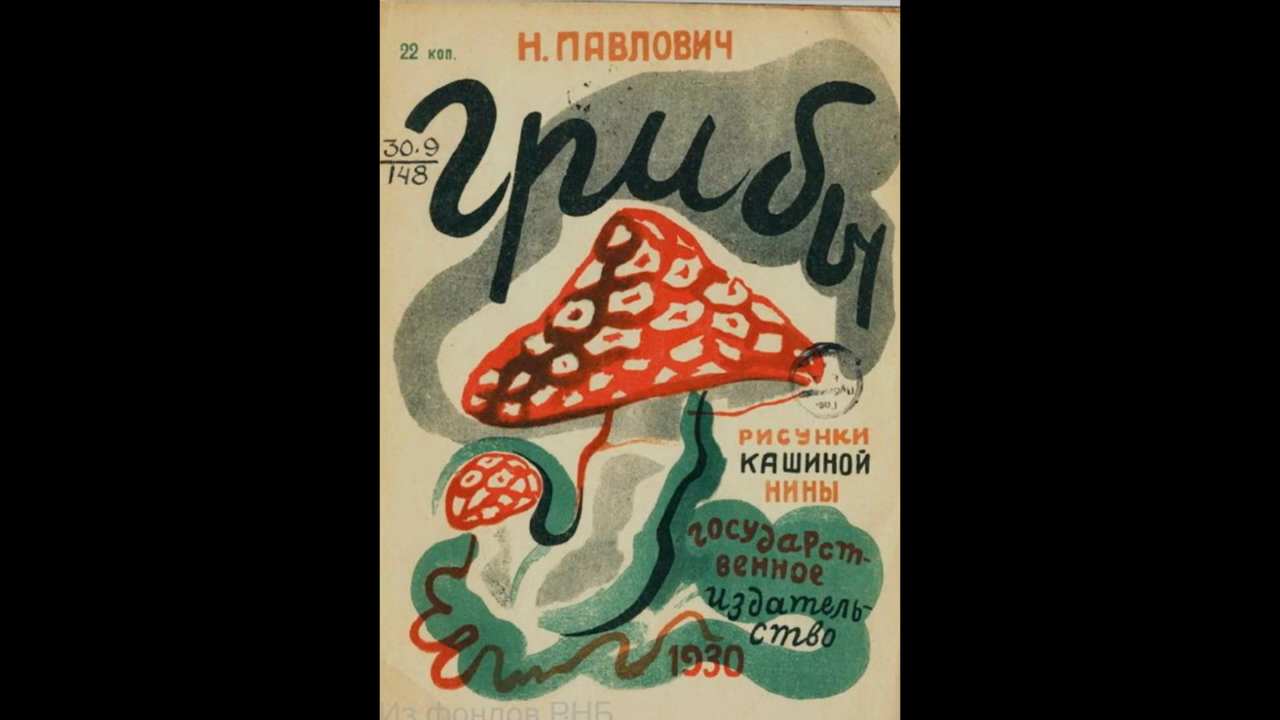 22 коп.
Н. ПАВЛОВИЧ
Грибы
30.9
148
РИСУНКИ
КАШИНОЙ
НИНЫ
государст-
венное
издатель-
ство
1930
Из фондов РНБ